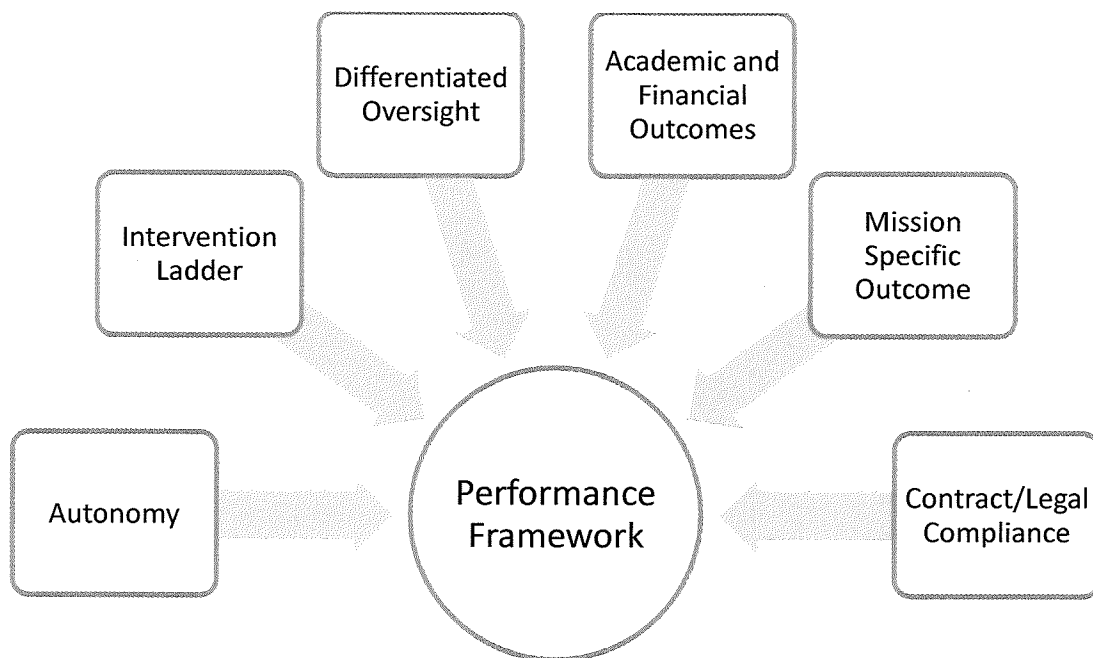 Differentiated
Oversight
Academic and
Financial
Outcomes
Intervention
Ladder
Mission
Specific
Outcome
Autonomy
Performance
Framework
Contract/Legal
Compliance